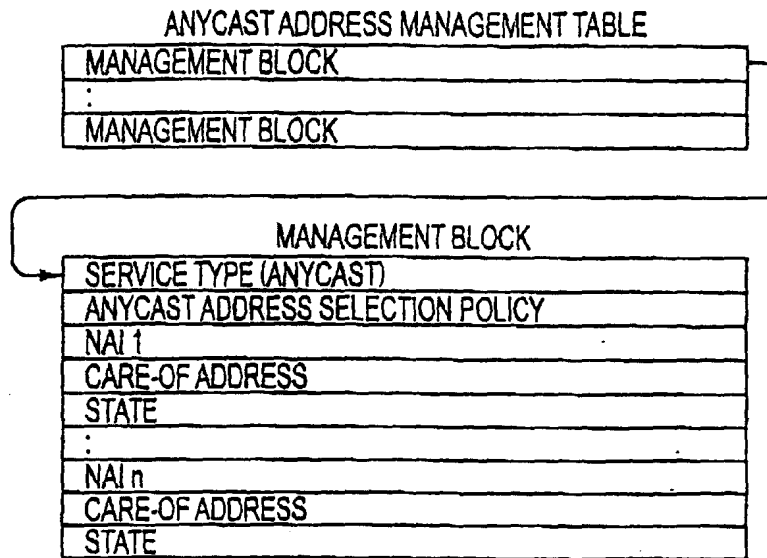 ANYCAST ADDRESS MANAGEMENT TABLE
MANAGEMENT BLOCK
:
MANAGEMENT BLOCK
MANAGEMENT BLOCK
SERVICE TYPE (ANYCAST)
ANYCAST ADDRESS SELECTION POLICY
NAI 1
CARE-OF ADDRESS
STATE
:
NAI n
CARE-OF ADDRESS
STATE